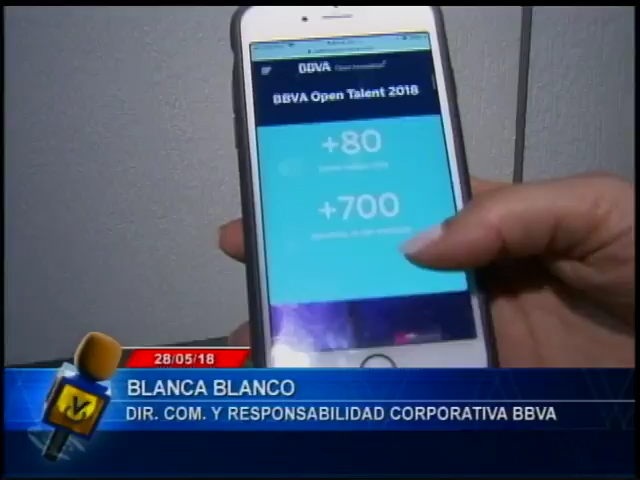 BBVA
BBVA Open Talent 2018
+80
+700
28/05/18
BLANCA BLANCO
DIR. COM. Y RESPONSABILIDAD CORPORATIVA BBVA